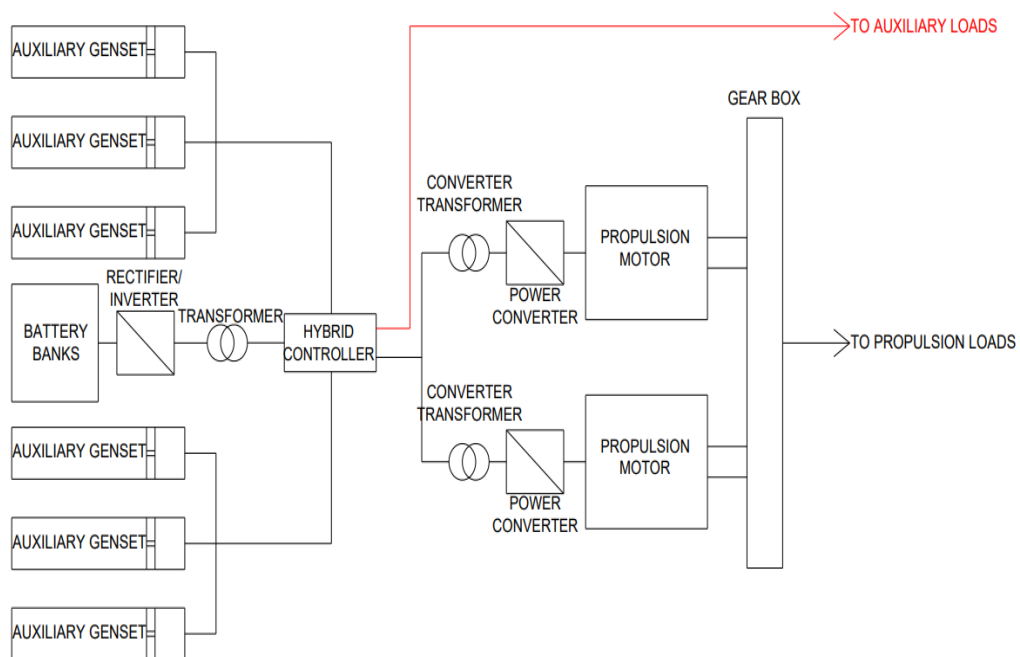 AUXILIARY GENSET
TO AUXILIARY LOADS
GEAR BOX
AUXILIARY GENSET
CONVERTER
TRANSFORMER
AUXILIARY GENSET
PROPULSION
MOTOR
RECTIFIER/
INVERTER
TRANSFORMER
POWER
CONVERTER
BATTERY
BANKS
HYBRID
CONTROLLER
TO PROPULSION LOADS
CONVERTER
TRANSFORMER
AUXILIARY GENSET
PROPULSION
MOTOR
POWER
CONVERTER
AUXILIARY GENSET
AUXILIARY GENSET